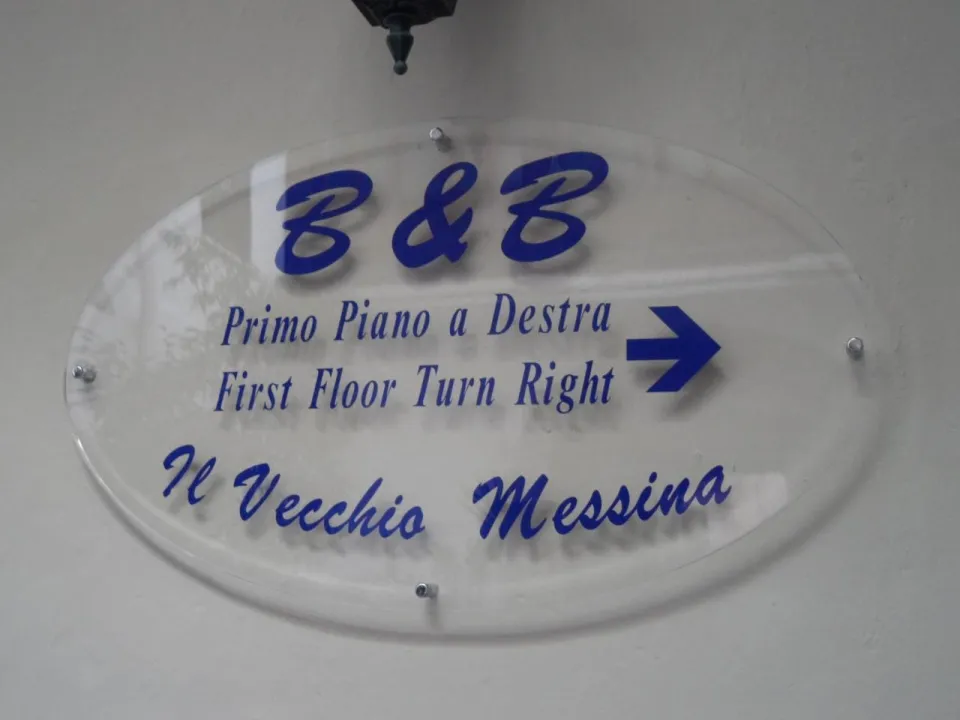 B & B
Primo Piano a Destra
First Floor Turn Right
Il Vecchio Messina